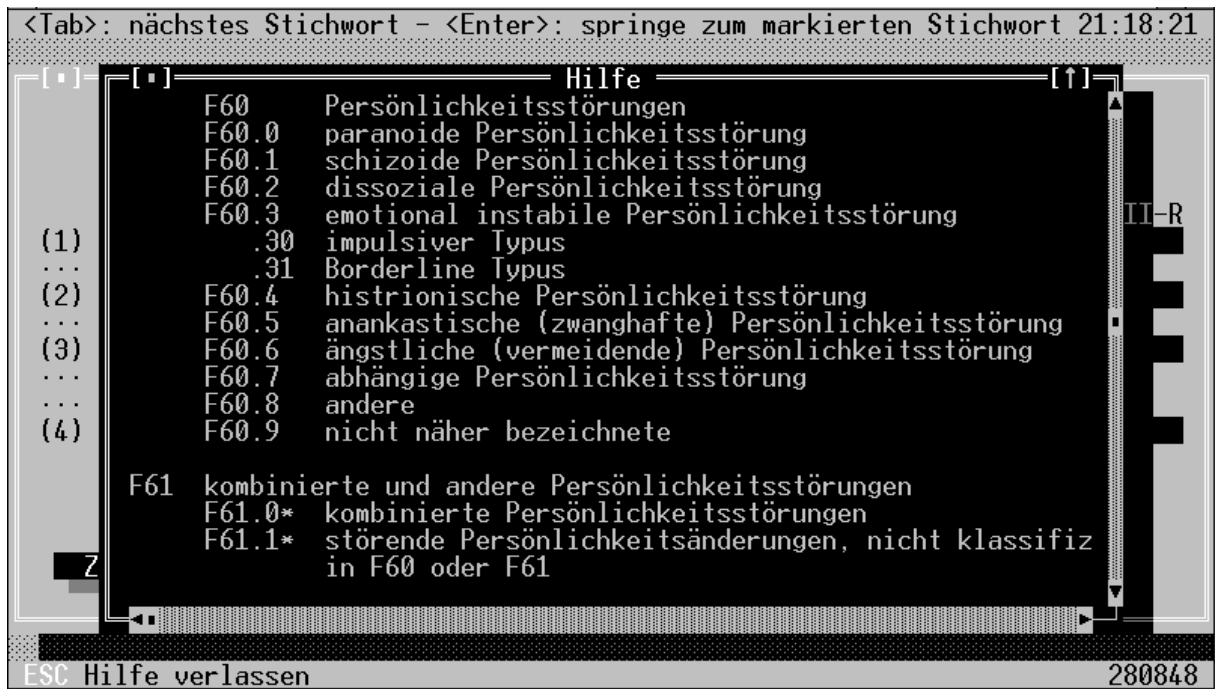 <Tab>: nächstes Stichwort - <Enter>: springe zum markierten Stichwort 21:18:21
Hilfe
F60 Persönlichkeitsstörungen
F60.0 paranoide Persönlichkeitsstörung
F60.1 schizoide Persönlichkeitsstörung
F60.2 dissoziale Persönlichkeitsstörung
F60.3 emotional instabile Persönlichkeitsstörung
II-R
(1)
.30 impulsiver Typus
...
.31 Borderline Typus
(2)
F60.4 histrionische Persönlichkeitsstörung
...
F60.5 anankastische (zwanghafte) Persönlichkeitsstörung
(3)
F60.6 ängstliche (vermeidende) Persönlichkeitsstörung
...
F60.7 abhängige Persönlichkeitsstörung
...
F60.8 andere
(4)
F60.9 nicht näher bezeichnete
F61 kombinierte und andere Persönlichkeitsstörungen
F61.0* kombinierte Persönlichkeitsstörungen
F61.1* störende Persönlichkeitsänderungen, nicht klassifiz
Z
in F60 oder F61
ESC Hilfe verlassen 280848